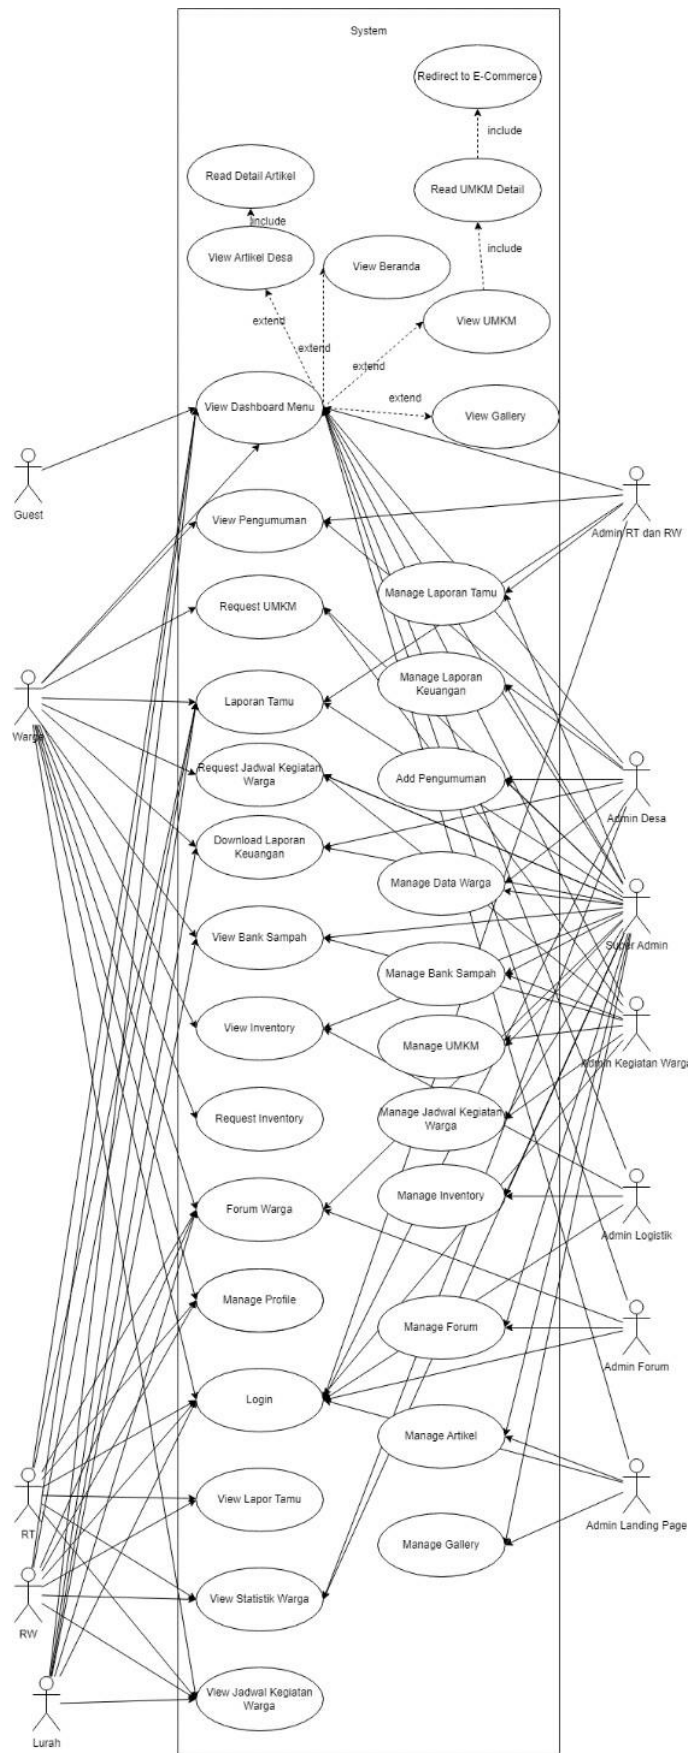 System
Redirect to E-Commerce
include
Read Detail Artikel
Read UMKM Detail
include
View Artikel Desa
include
View Beranda
View UMKM
extend
extend
extend
extend
View Dashboard Menu
View Gallery
Guest
View Pengumuman
Admin RT dan RW
Manage Laporan Tamu
Request UMKM
Manage Laporan
Keuangan
Laporan Tamu
Warga
Request Jadwal Kegiatan
Warga
Add Pengumuman
Admin Desa
Download Laporan
Keuangan
Manage Data Warga
View Bank Sampah
Super Admin
Manage Bank Sampah
View Inventory
Manage UMKM
Admin Kegiatan Warga
Request Inventory
Manage Jadwal Kegiatan
Warga
Forum Warga
Manage Inventory
Admin Logistik
Manage Profile
Manage Forum
Admin Forum
Login
Manage Artikel
RT
View Lapor Tamu
Admin Landing Page
Manage Gallery
RW
View Statistik Warga
View Jadwal Kegiatan
Warga
Lurah